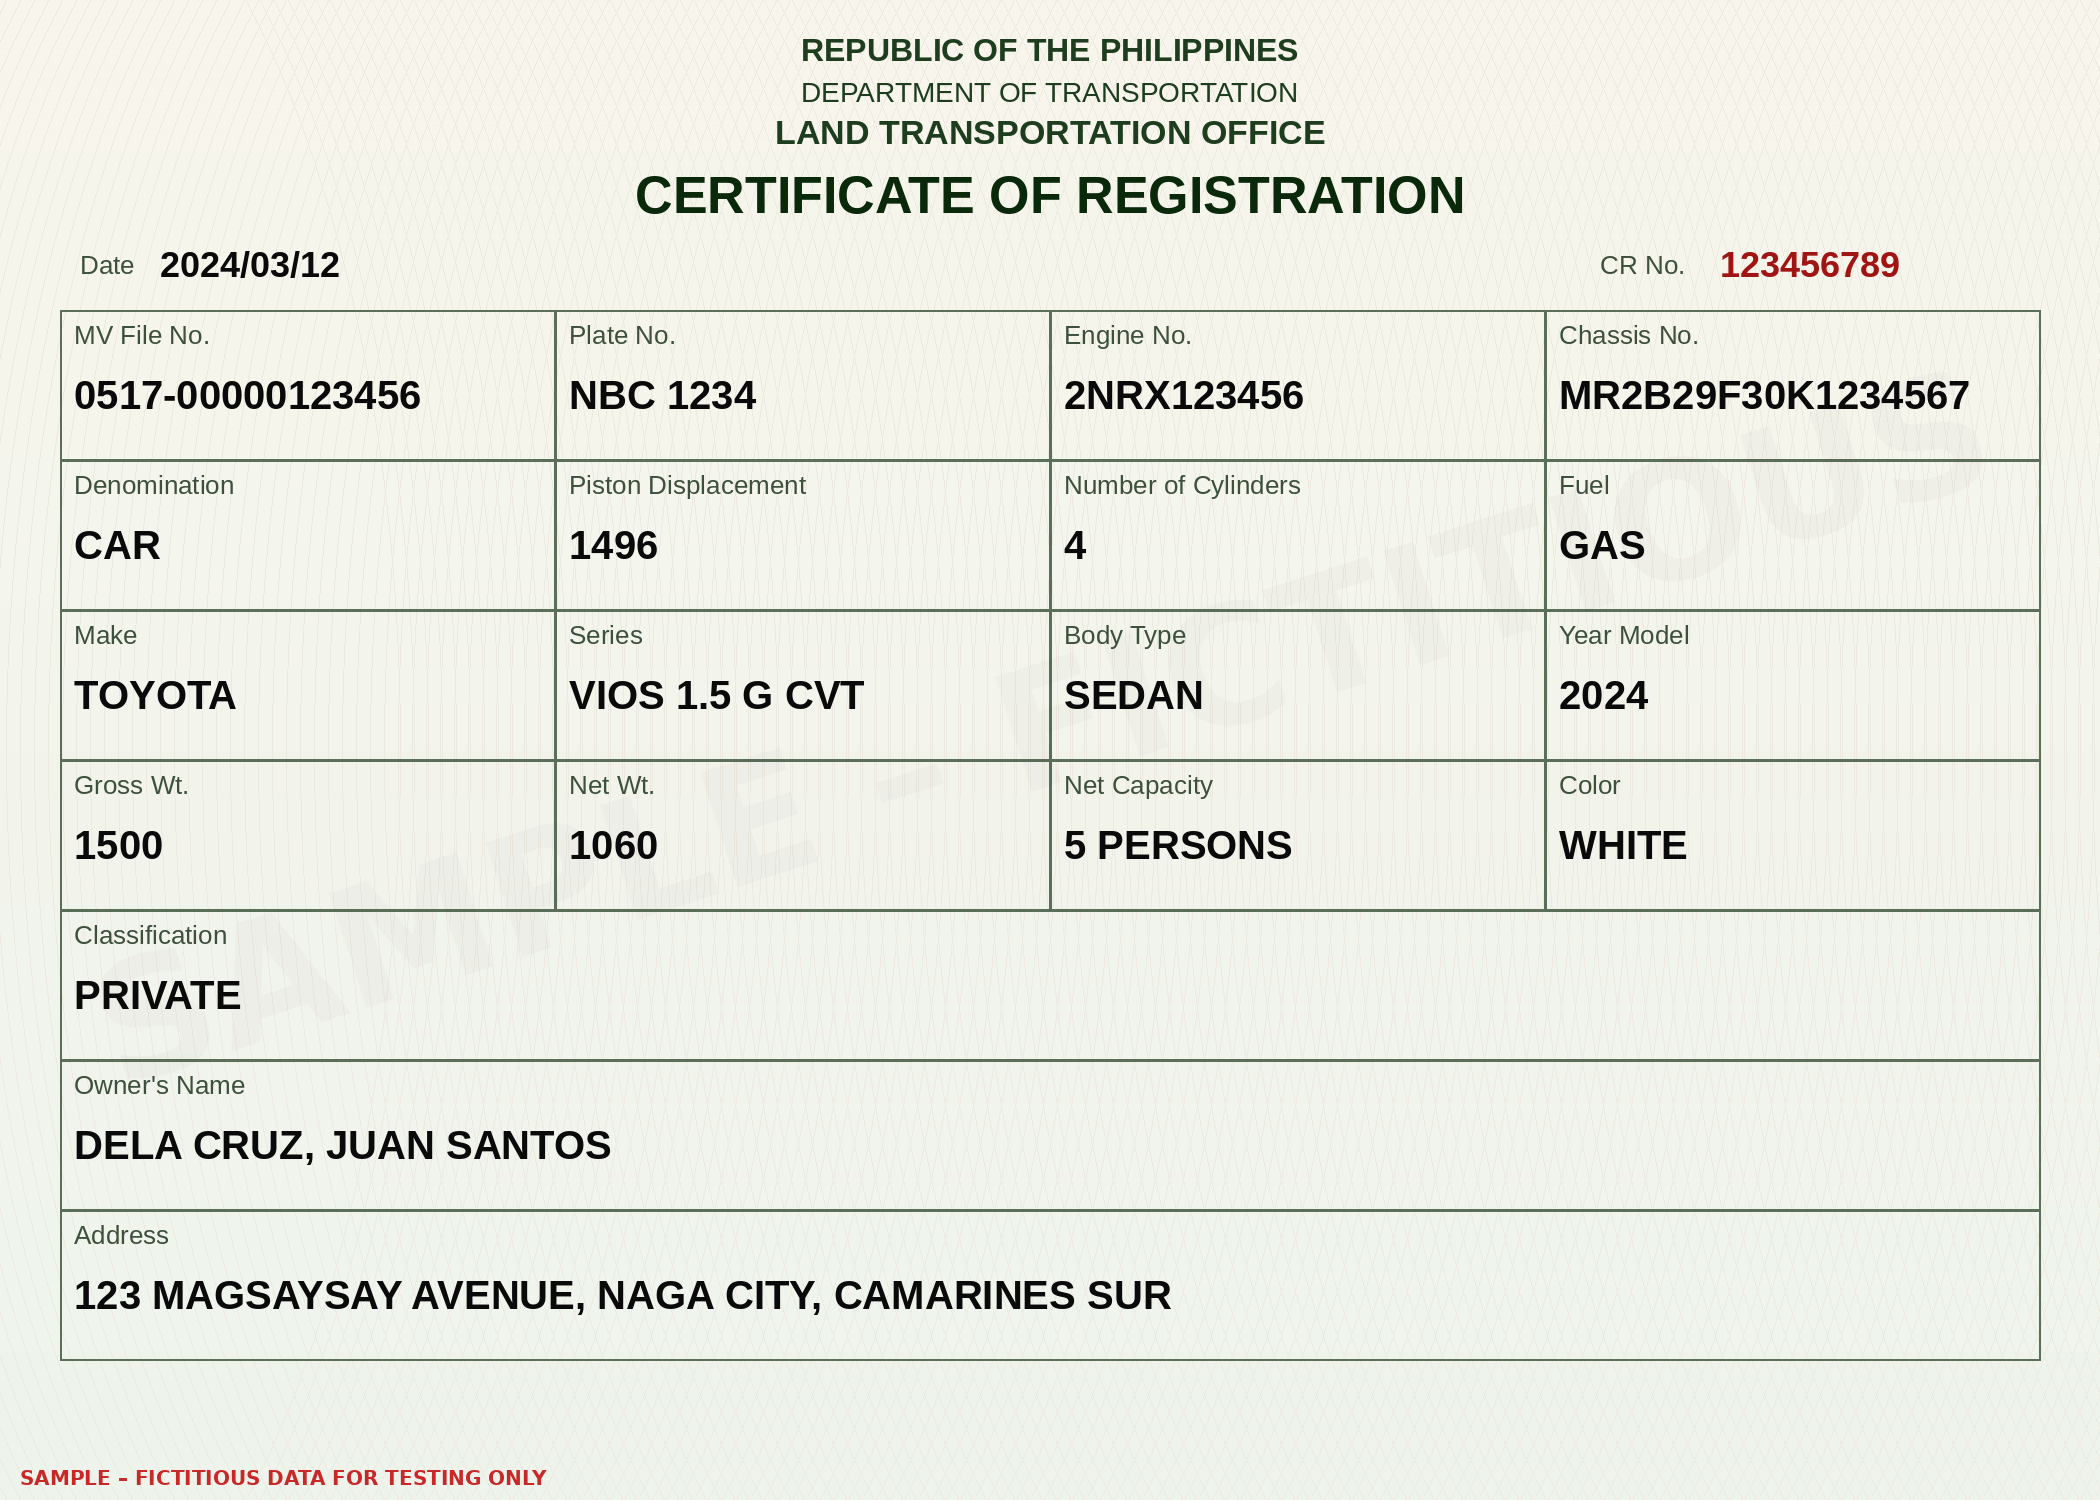 REPUBLIC OF THE PHILIPPINES
DEPARTMENT OF TRANSPORTATION
LAND TRANSPORTATION OFFICE
CERTIFICATE OF REGISTRATION
Date 2024/03/12 CR No. 123456789
MV File No. Plate No. Engine No. Chassis No.
0517-00000123456 NBC 1234 2NRX123456 MR2B29F30K1234567
Denomination Piston Displacement Number of Cylinders Fuel
CAR 1496 4 GAS
Make Series Body Type Year Model
TOYOTA VIOS 1.5 G CVT SEDAN 2024
Gross Wt. Net Wt. Net Capacity Color
1500 1060 5 PERSONS WHITE
Classification
PRIVATE
Owner's Name
DELA CRUZ, JUAN SANTOS
Address
123 MAGSAYSAY AVENUE, NAGA CITY, CAMARINES SUR
SAMPLE – FICTITIOUS
SAMPLE – FICTITIOUS DATA FOR TESTING ONLY